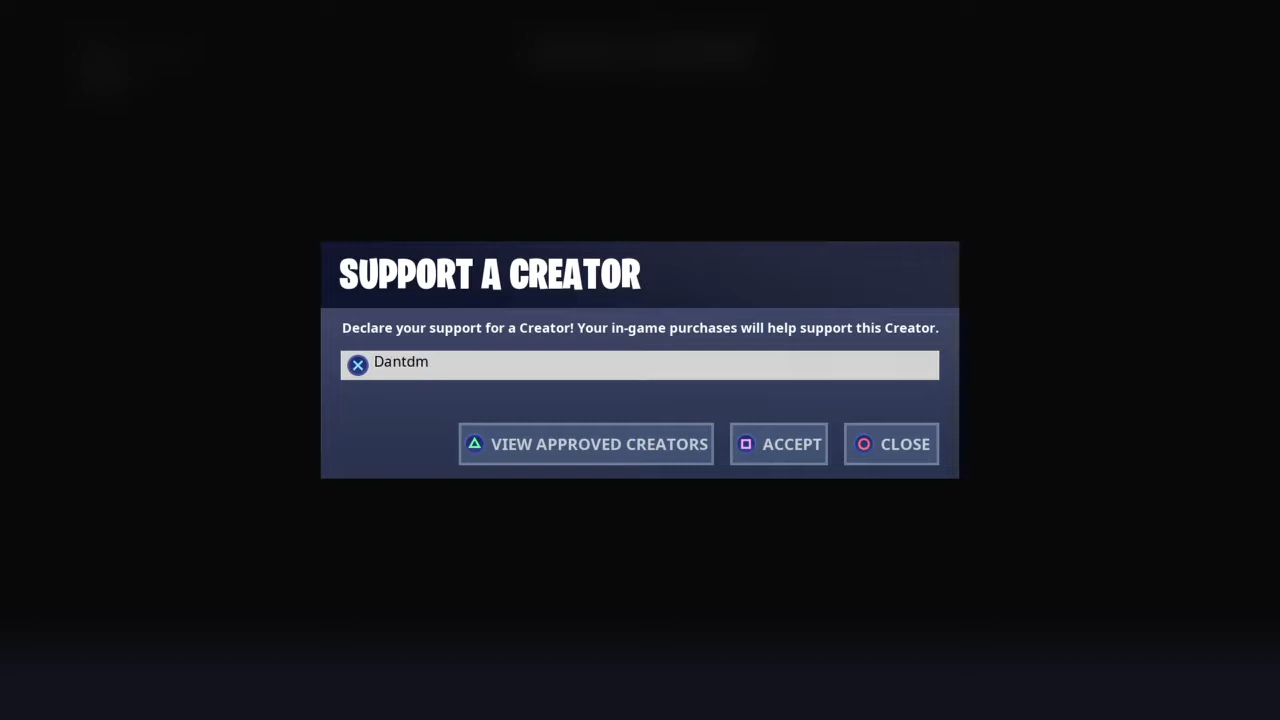 SUPPORT A CREATOR
Declare your support for a Creator! Your in-game purchases will help support this Creator.
Dantdm
VIEW APPROVED CREATORS ACCEPT CLOSE